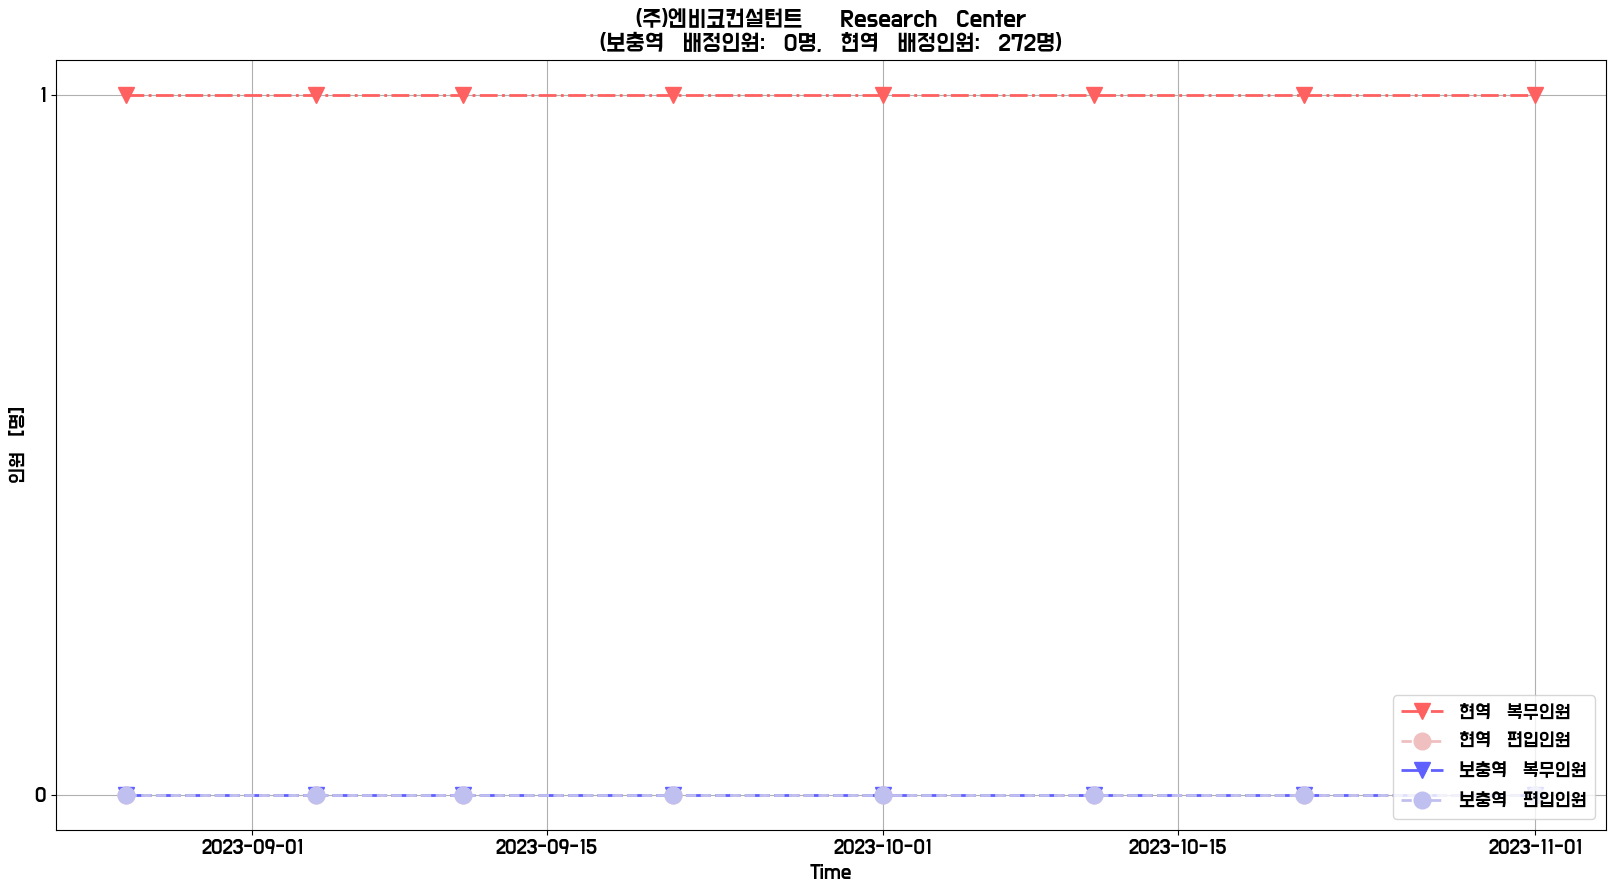 (주)엔비코컨설턴트 Research Center
(보충역 배정인원: 0명, 현역 배정인원: 272명)
1
인원 [명]
0
현역 복무인원
현역 편입인원
보충역 복무인원
보충역 편입인원
2023-09-01 2023-09-15 2023-10-01 2023-10-15 2023-11-01
Time